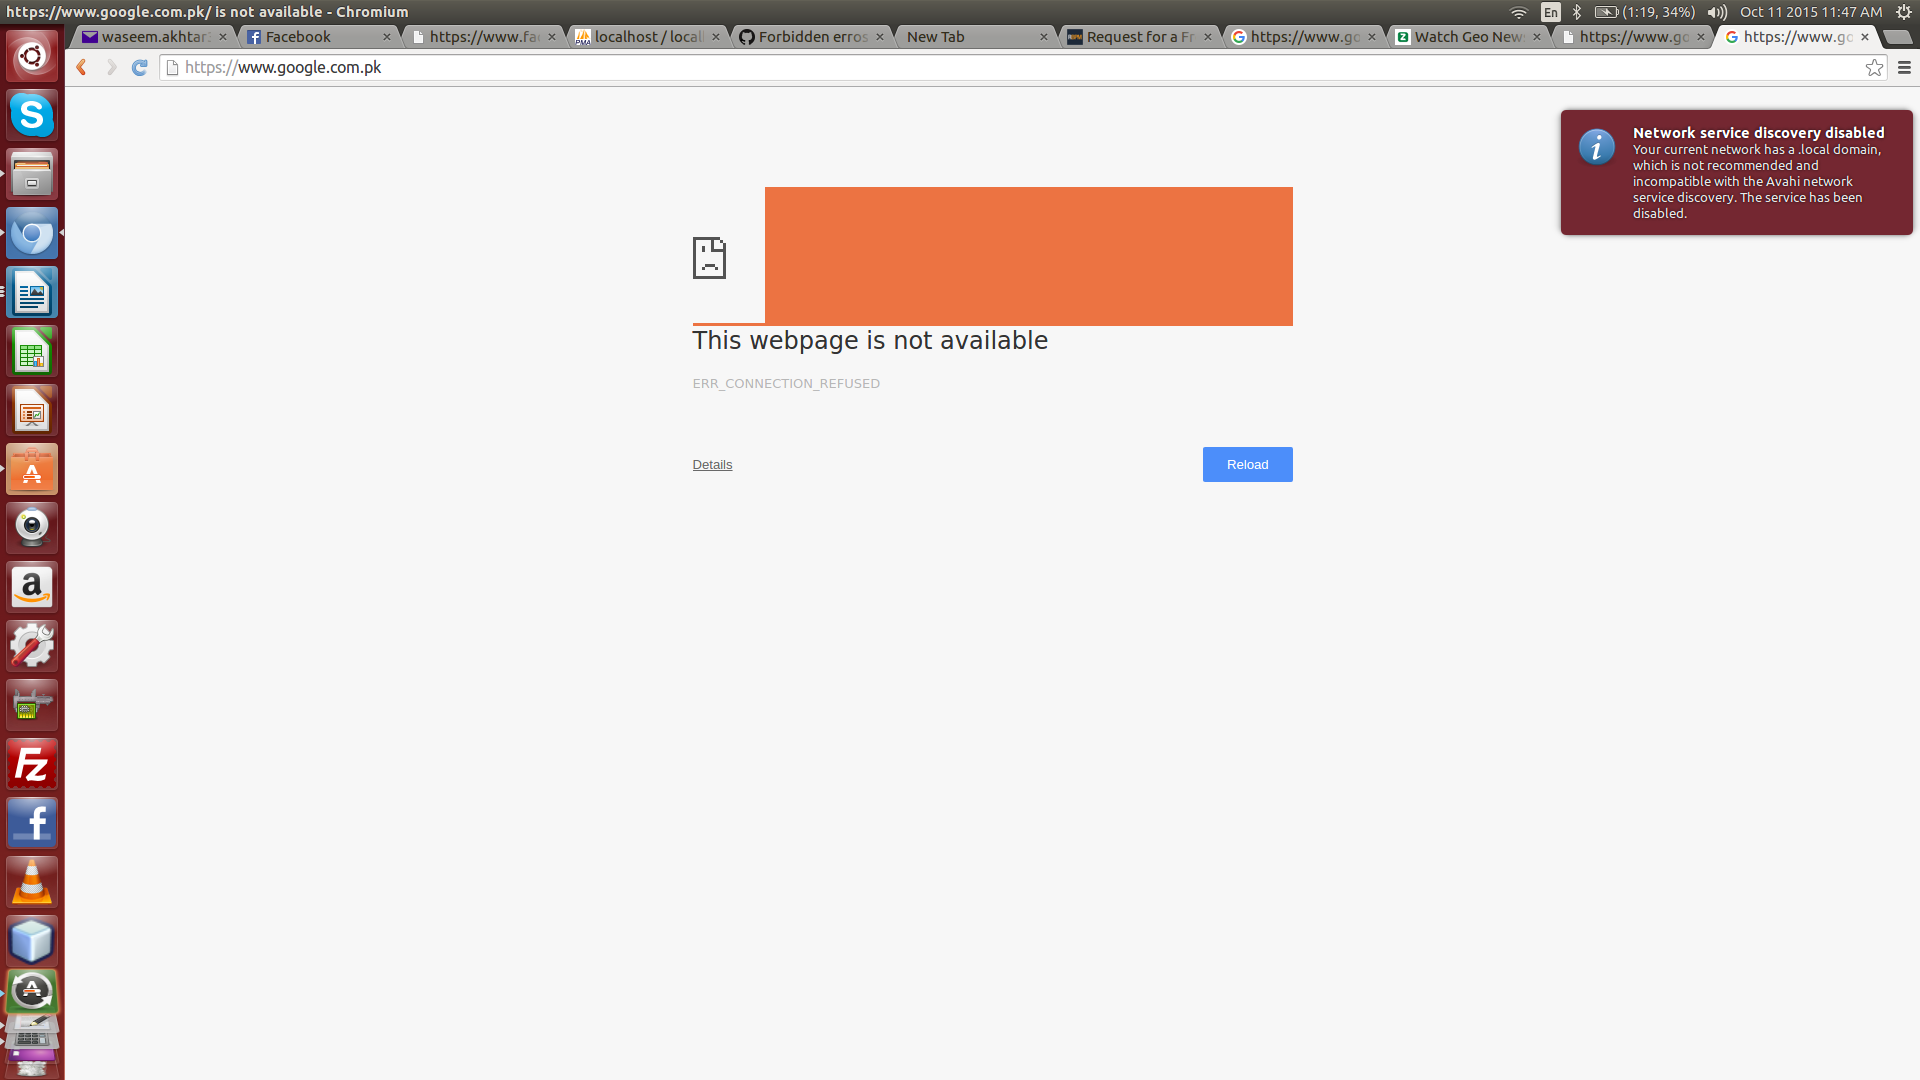 https://www.google.com.pk/ is not available - Chromium
En
(1:19, 34%)
Oct 11 2015 11:47 AM
waseem.akhtar
Facebook
https://www.fa
localhost / local
Forbidden erros
New Tab
Request for a Fr
https://www.go
Watch Geo New
https://www.go
https://www.go
https://www.google.com.pk
Network service discovery disabled
Your current network has a .local domain,
which is not recommended and
incompatible with the Avahi network
service discovery. The service has been
disabled.
This webpage is not available
ERR_CONNECTION_REFUSED
Details
Reload